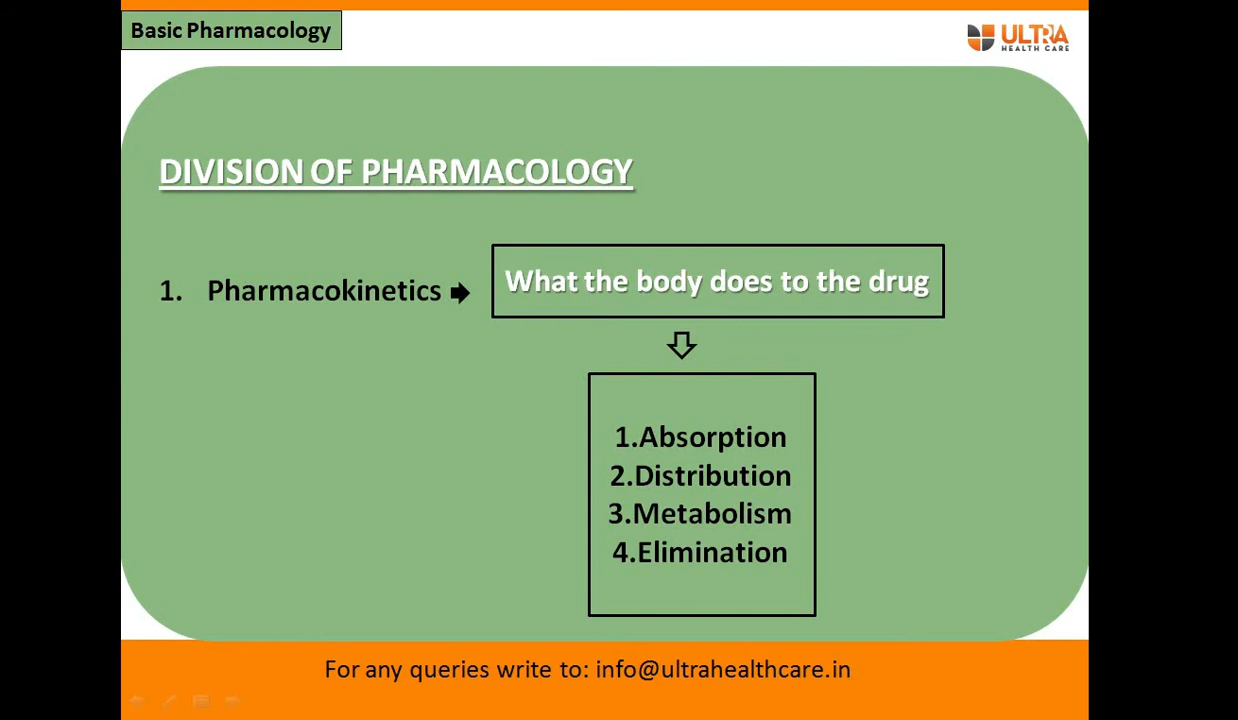 Basic Pharmacology
ULTRA
HEALTH CARE
DIVISION OF PHARMACOLOGY
1. Pharmacokinetics
What the body does to the drug
1.Absorption
2.Distribution
3.Metabolism
4.Elimination
For any queries write to: info@ultrahealthcare.in